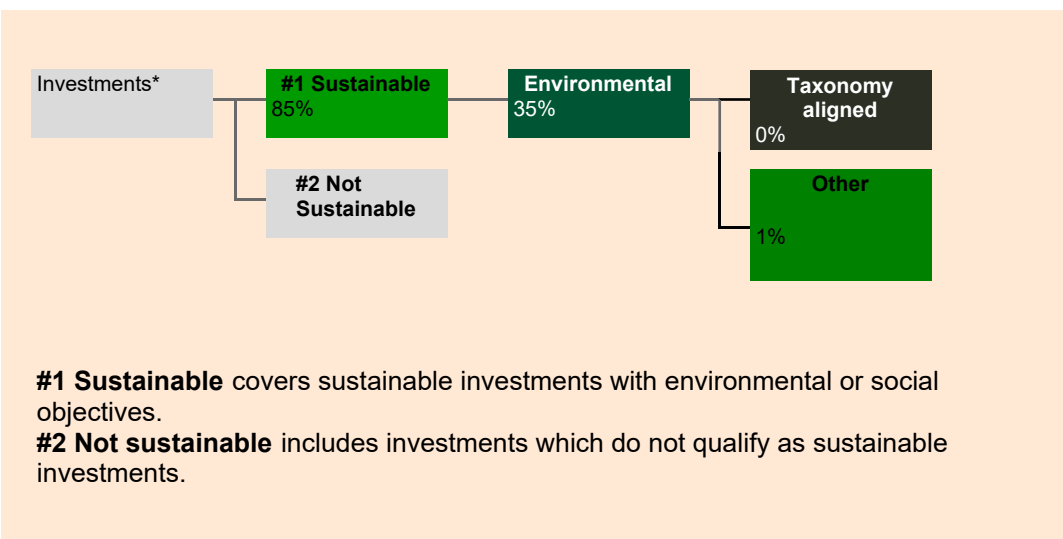 Investments*
#1 Sustainable
85%
Environmental
35%
Taxonomy
aligned
0%
#2 Not
Sustainable
Other
1%
#1 Sustainable covers sustainable investments with environmental or social
objectives.
#2 Not sustainable includes investments which do not qualify as sustainable
investments.